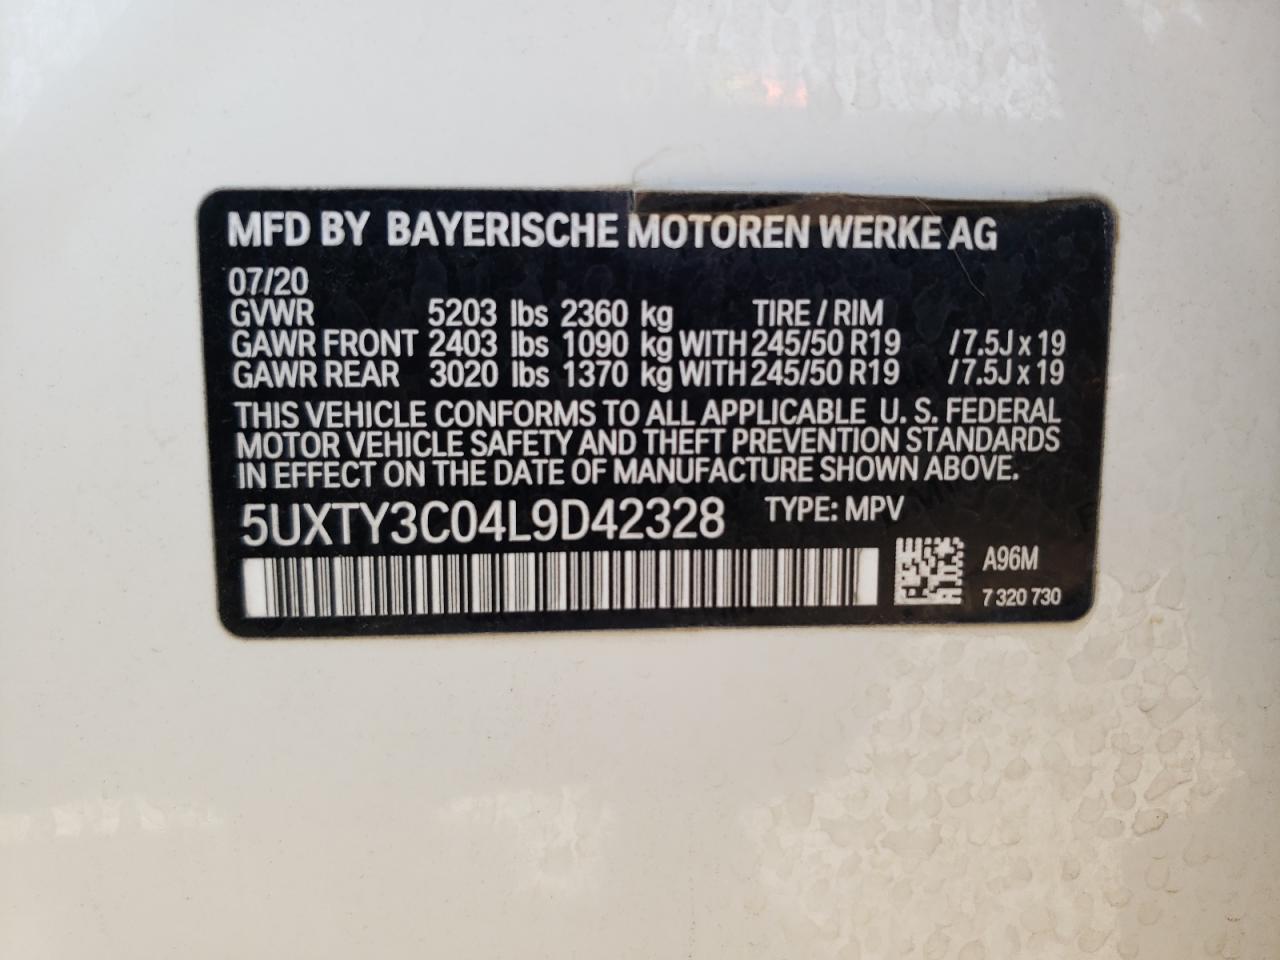 MFD BY BAYERISCHE MOTOREN WERKE AG
07/20
GVWR 5203 lbs 2360 kg TIRE / RIM
GAWR FRONT 2403 lbs 1090 kg WITH 245/50 R19 / 7.5J x 19
GAWR REAR 3020 lbs 1370 kg WITH 245/50 R19 / 7.5J x 19
THIS VEHICLE CONFORMS TO ALL APPLICABLE U. S. FEDERAL
MOTOR VEHICLE SAFETY AND THEFT PREVENTION STANDARDS
IN EFFECT ON THE DATE OF MANUFACTURE SHOWN ABOVE.
5UXTY3C04L9D42328 TYPE: MPV
A96M
7 320 730